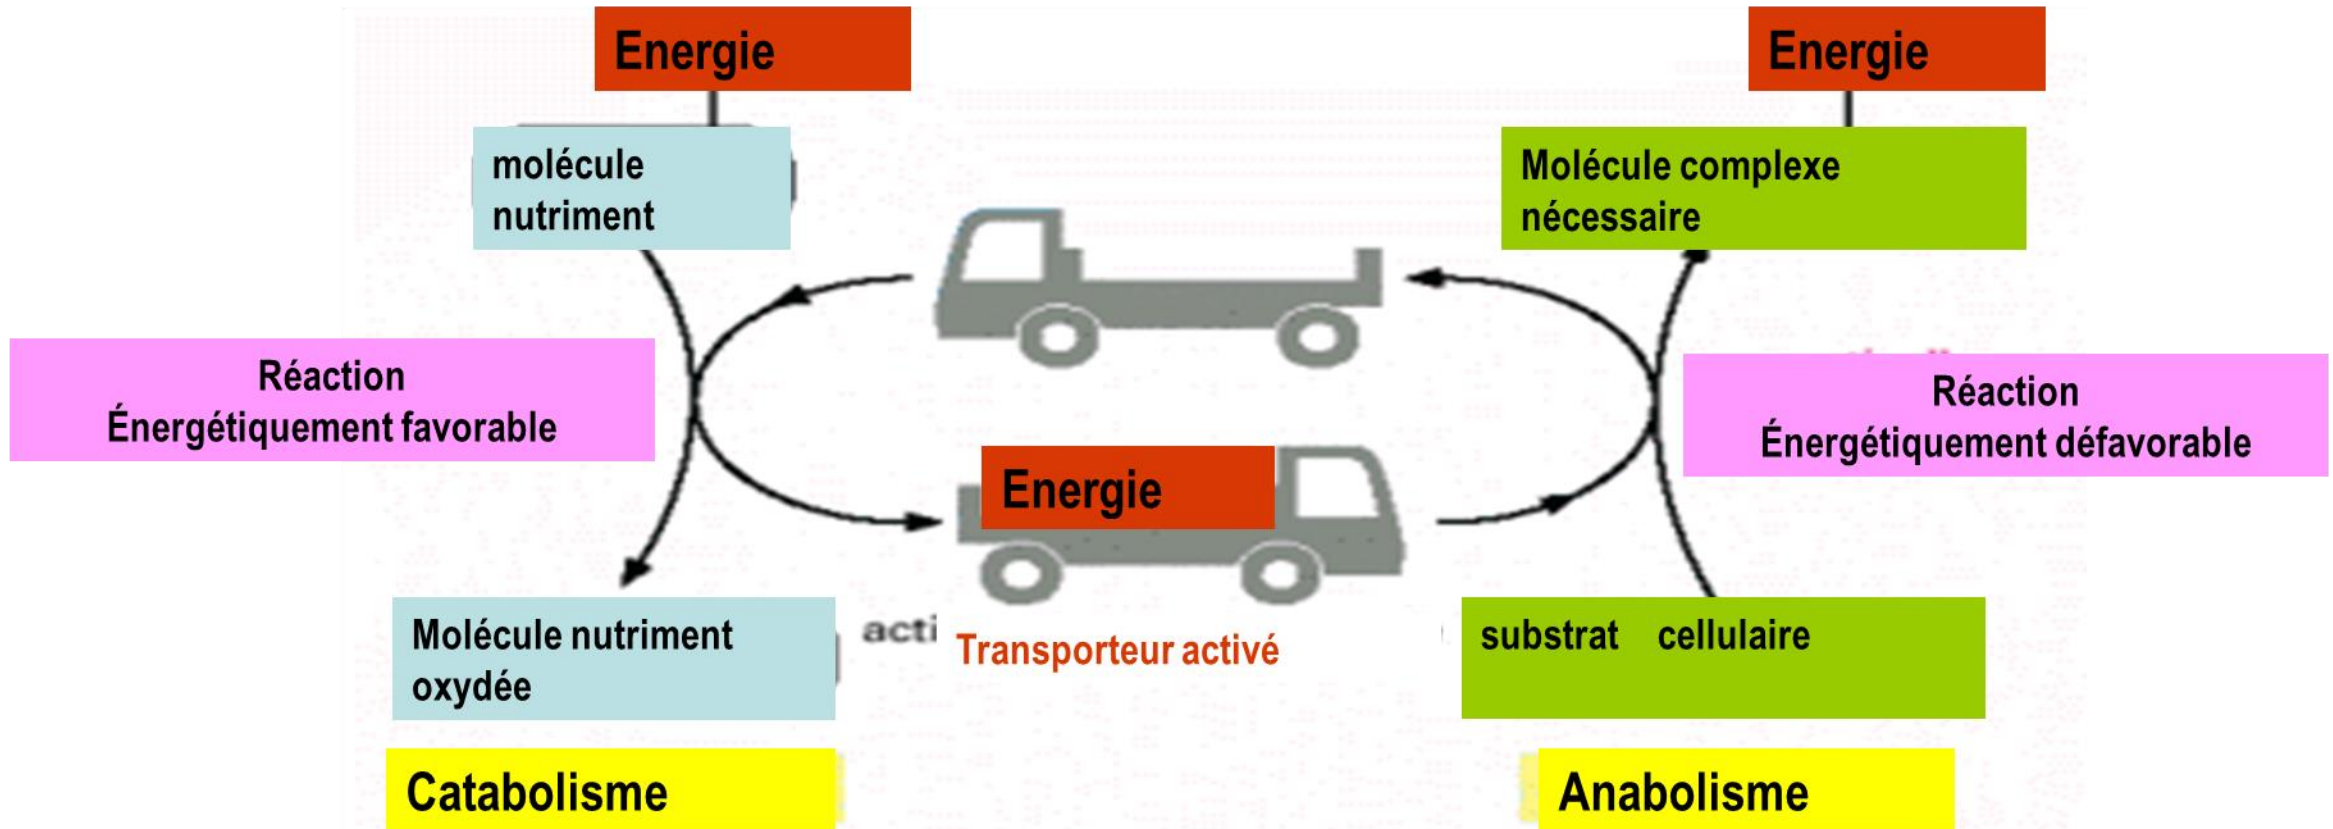 Energie
Energie
molécule
nutriment
Molécule complexe
nécessaire
Réaction
Énergétiquement favorable
Réaction
Énergétiquement défavorable
Energie
Molécule nutriment
oxydée
acti
Transporteur activé
substrat cellulaire
Catabolisme
Anabolisme